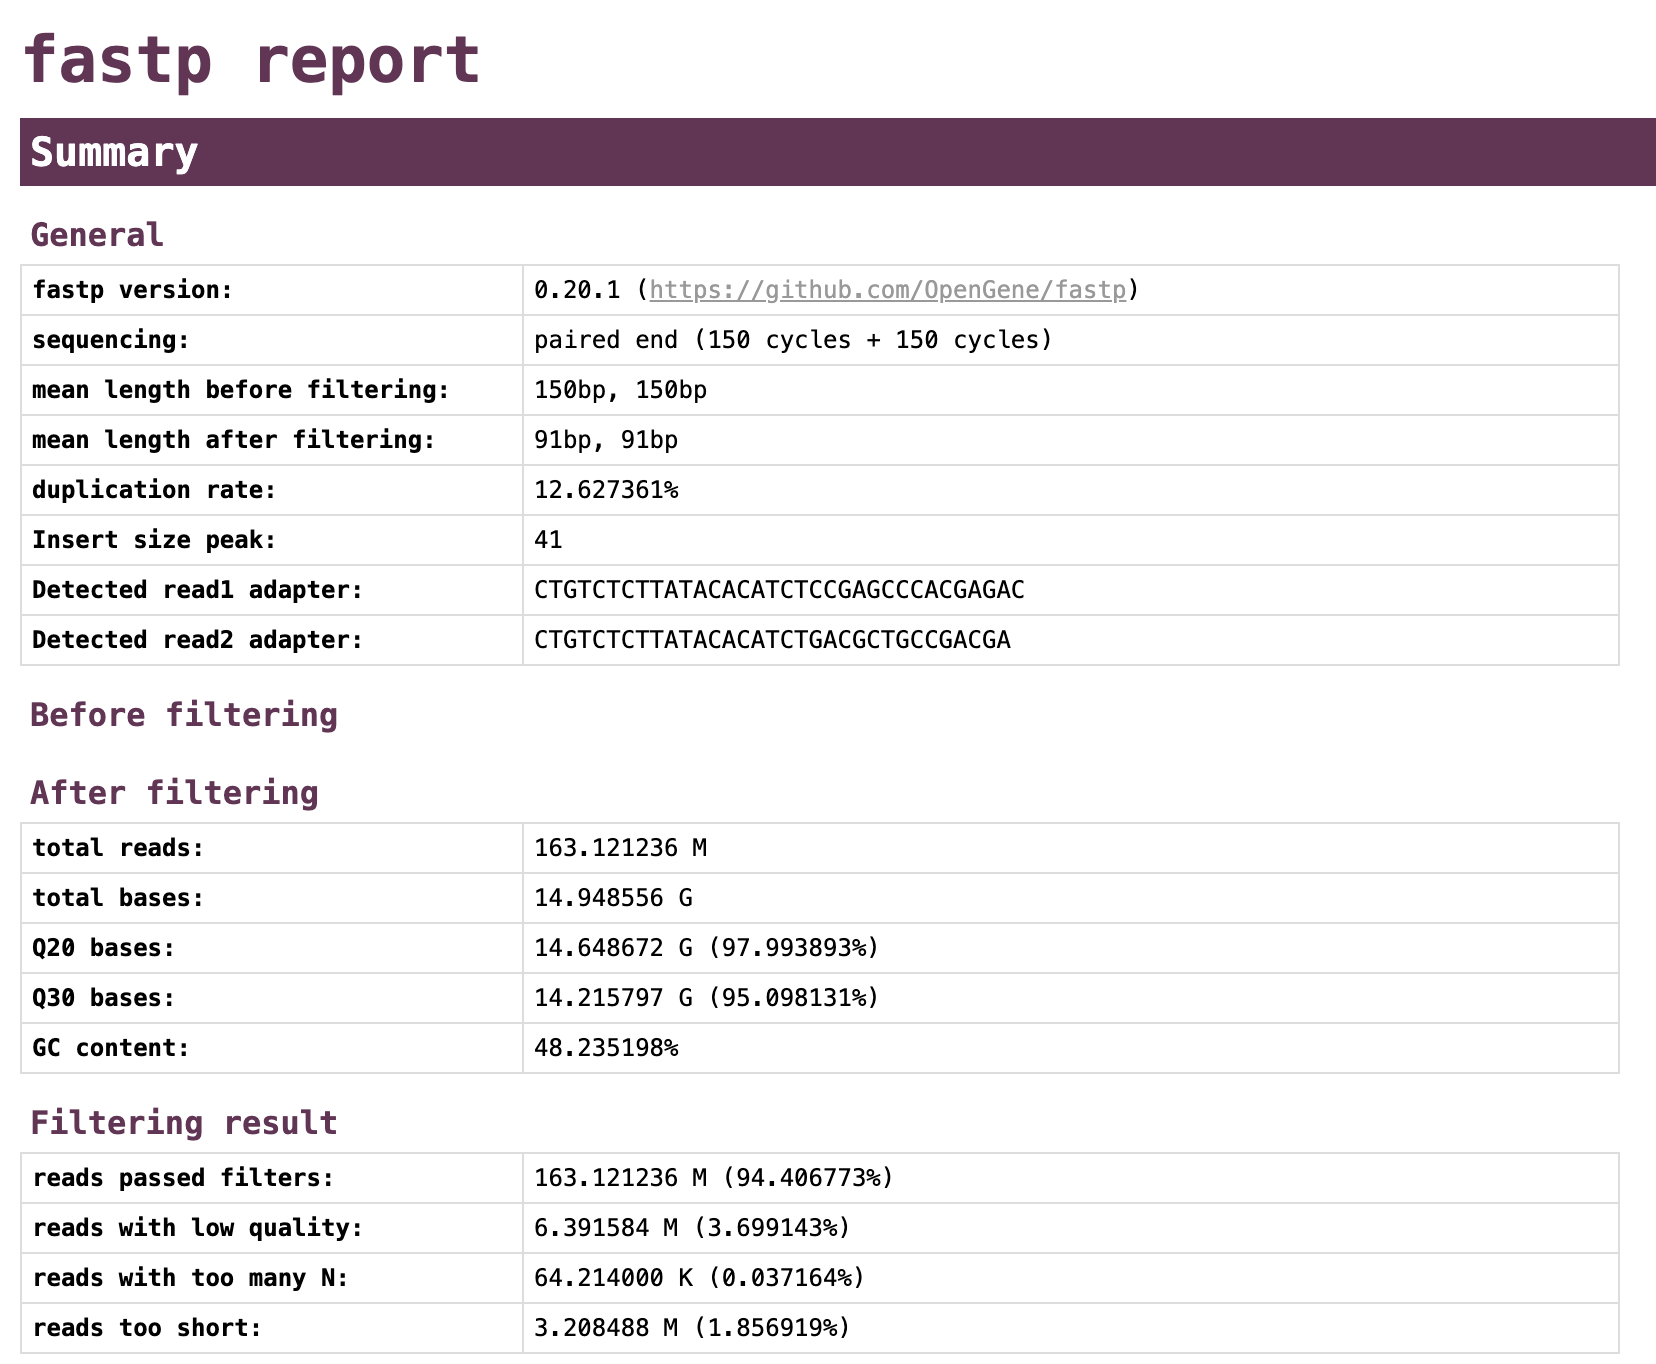 fastp report
Summary
General
fastp version: 0.20.1 (https://github.com/OpenGene/fastp)
sequencing: paired end (150 cycles + 150 cycles)
mean length before filtering: 150bp, 150bp
mean length after filtering: 91bp, 91bp
duplication rate: 12.627361%
Insert size peak: 41
Detected read1 adapter: CTGTCTCTTATACACATCTCCGAGCCCACGAGAC
Detected read2 adapter: CTGTCTCTTATACACATCTGACGCTGCCGACGA
Before filtering
After filtering
total reads: 163.121236 M
total bases: 14.948556 G
Q20 bases: 14.648672 G (97.993893%)
Q30 bases: 14.215797 G (95.098131%)
GC content: 48.235198%
Filtering result
reads passed filters: 163.121236 M (94.406773%)
reads with low quality: 6.391584 M (3.699143%)
reads with too many N: 64.214000 K (0.037164%)
reads too short: 3.208488 M (1.856919%)